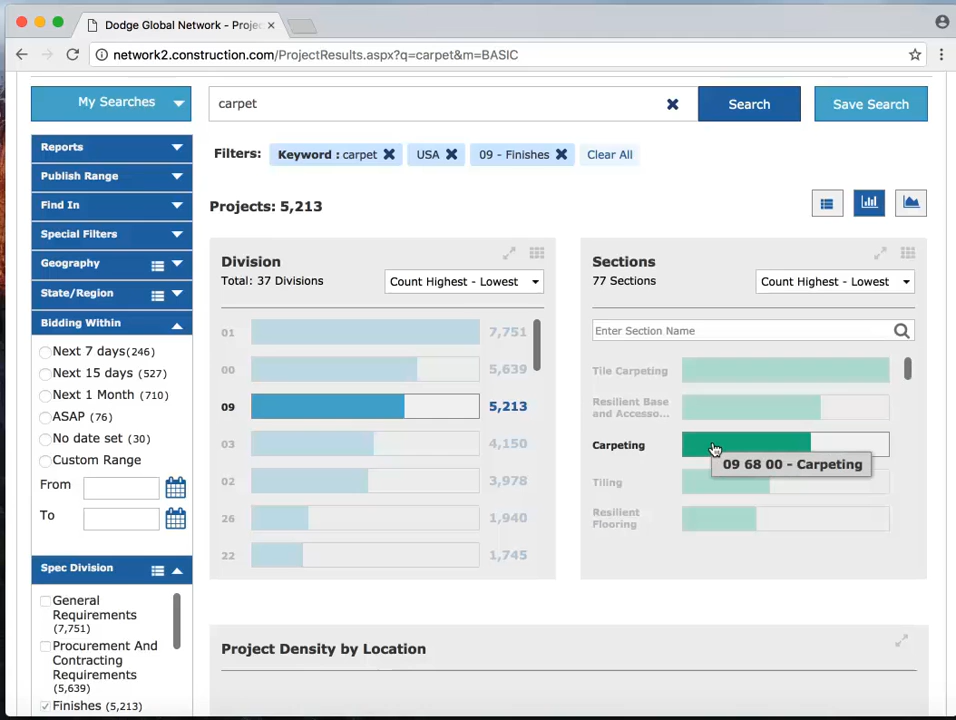 Dodge Global Network - Projec
network2.construction.com/ProjectResults.aspx?q=carpet&m=BASIC
My Searches
carpet
Search
Save Search
Reports
Publish Range
Find In
Special Filters
Geography
State/Region
Bidding Within
Next 7 days(246)
Next 15 days (527)
Next 1 Month (710)
ASAP (76)
No date set (30)
Custom Range
From
To
Spec Division
General
Requirements
(7,751)
Procurement And
Contracting
Requirements
(5,639)
Finishes (5,213)
Filters:
Keyword : carpet
USA
09 - Finishes
Clear All
Projects: 5,213
Division
Total: 37 Divisions
Count Highest - Lowest
01 7,751
00 5,639
09 5,213
03 4,150
02 3,978
26 1,940
22 1,745
Sections
77 Sections
Count Highest - Lowest
Enter Section Name
Tile Carpeting
Resilient Base
and Accesso...
Carpeting
09 68 00 - Carpeting
Tiling
Resilient
Flooring
Project Density by Location